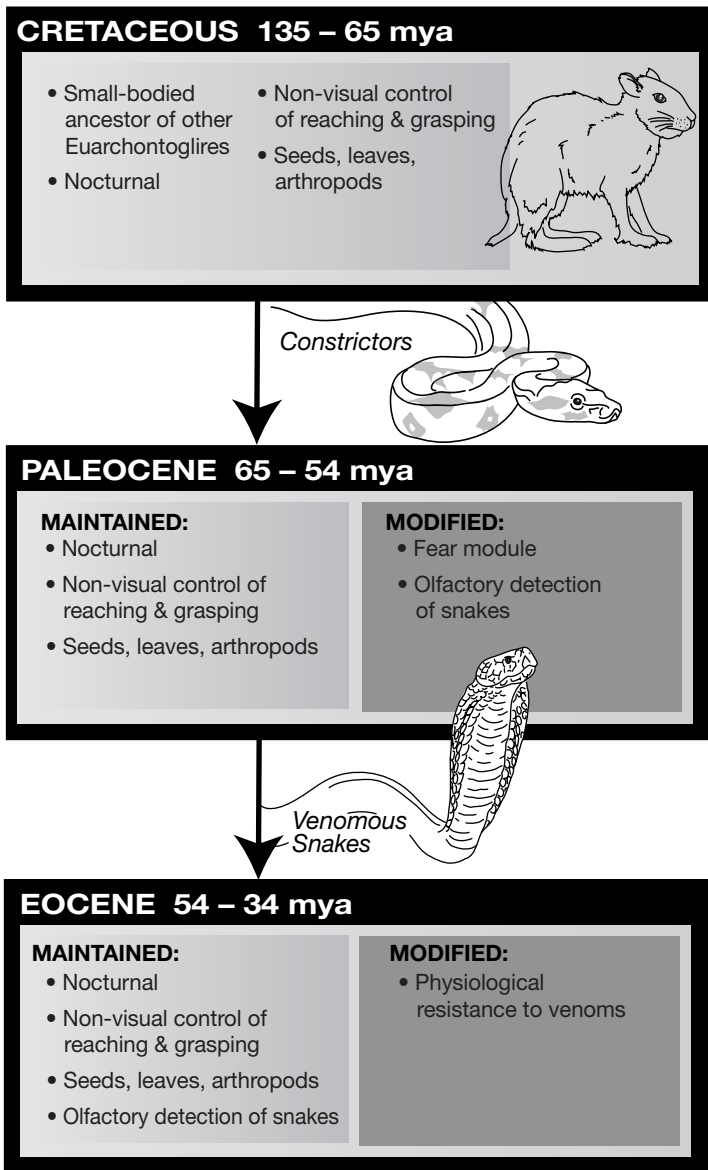 CRETACEOUS 135 – 65 mya
• Small-bodied
ancestor of other
Euarchontoglires
• Nocturnal
• Non-visual control
of reaching & grasping
• Seeds, leaves,
arthropods
Constrictors
PALEOCENE 65 – 54 mya
MAINTAINED:
• Nocturnal
• Non-visual control of
reaching & grasping
• Seeds, leaves, arthropods
MODIFIED:
• Fear module
• Olfactory detection
of snakes
Venomous
Snakes
EOCENE 54 – 34 mya
MAINTAINED:
• Nocturnal
• Non-visual control of
reaching & grasping
• Seeds, leaves, arthropods
• Olfactory detection of snakes
MODIFIED:
• Physiological
resistance to venoms